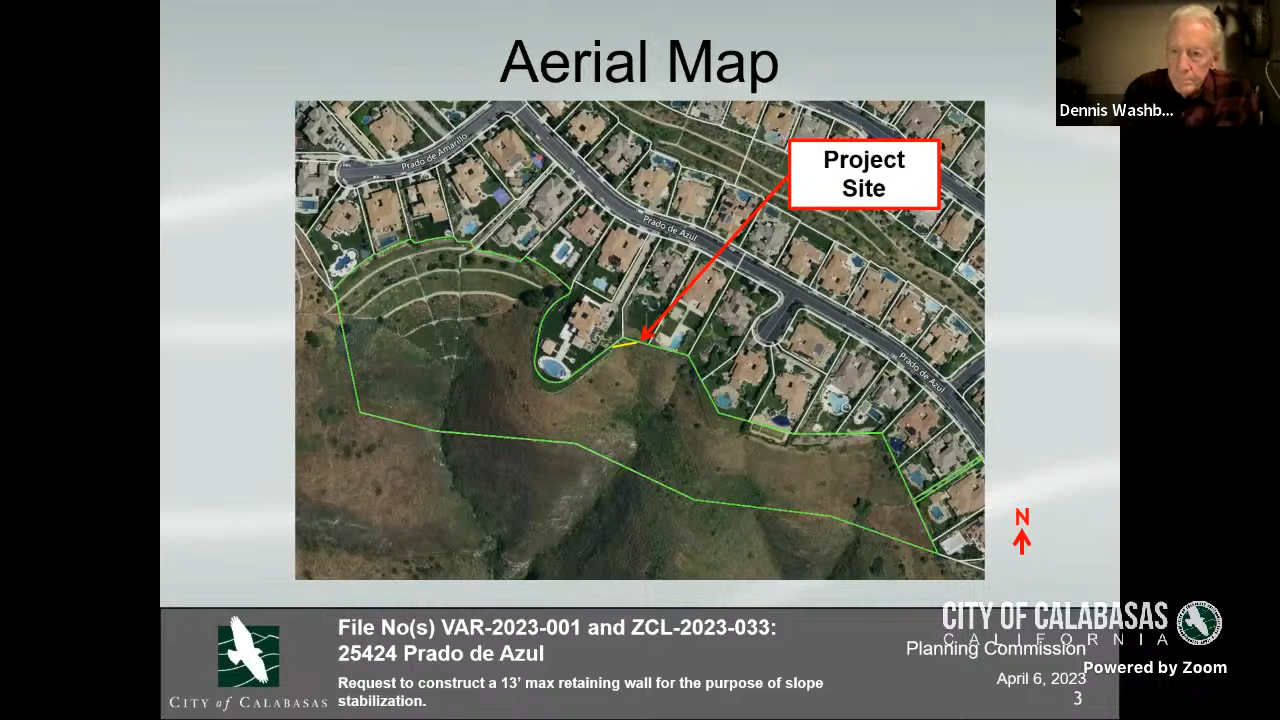 Aerial Map
Dennis Washb...
Project
Site
Prado de Amarillo
Prado de Azul
Prado de Azul
N
File No(s) VAR-2023-001 and ZCL-2023-033:
25424 Prado de Azul
Request to construct a 13’ max retaining wall for the purpose of slope
stabilization.
CITY of CALABASAS
CITY OF CALABASAS
CALIFORNIA
Planning Commission
Powered by Zoom
April 6, 2023
3